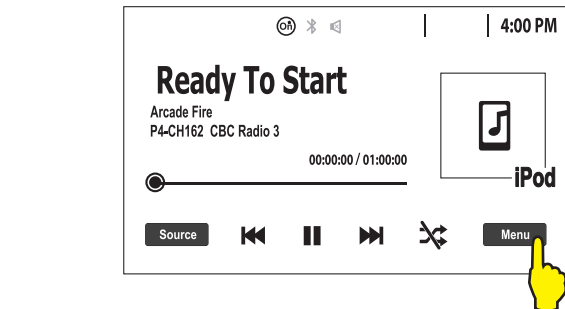 4:00 PM
Ready To Start
Arcade Fire
P4-CH162 CBC Radio 3
00:00:00 / 01:00:00
iPod
Source
Menu